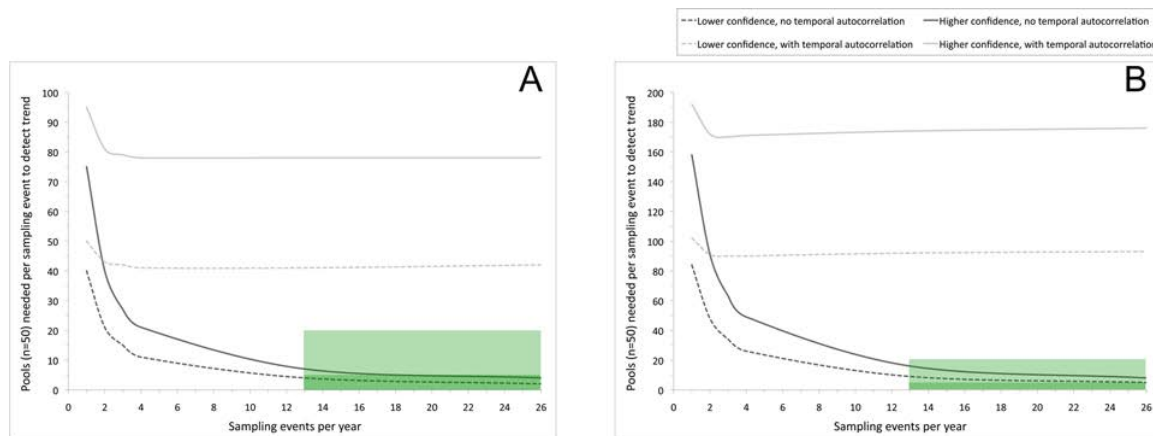 Lower confidence, no temporal autocorrelation
Higher confidence, no temporal autocorrelation
Lower confidence, with temporal autocorrelation
Higher confidence, with temporal autocorrelation
A
Pools (n=50) needed per sampling event to detect trend
100
90
80
70
60
50
40
30
20
10
0
0 2 4 6 8 10 12 14 16 18 20 22 24 26
Sampling events per year
B
Pools (n=50) needed per sampling event to detect trend
200
180
160
140
120
100
80
60
40
20
0
0 2 4 6 8 10 12 14 16 18 20 22 24 26
Sampling events per year